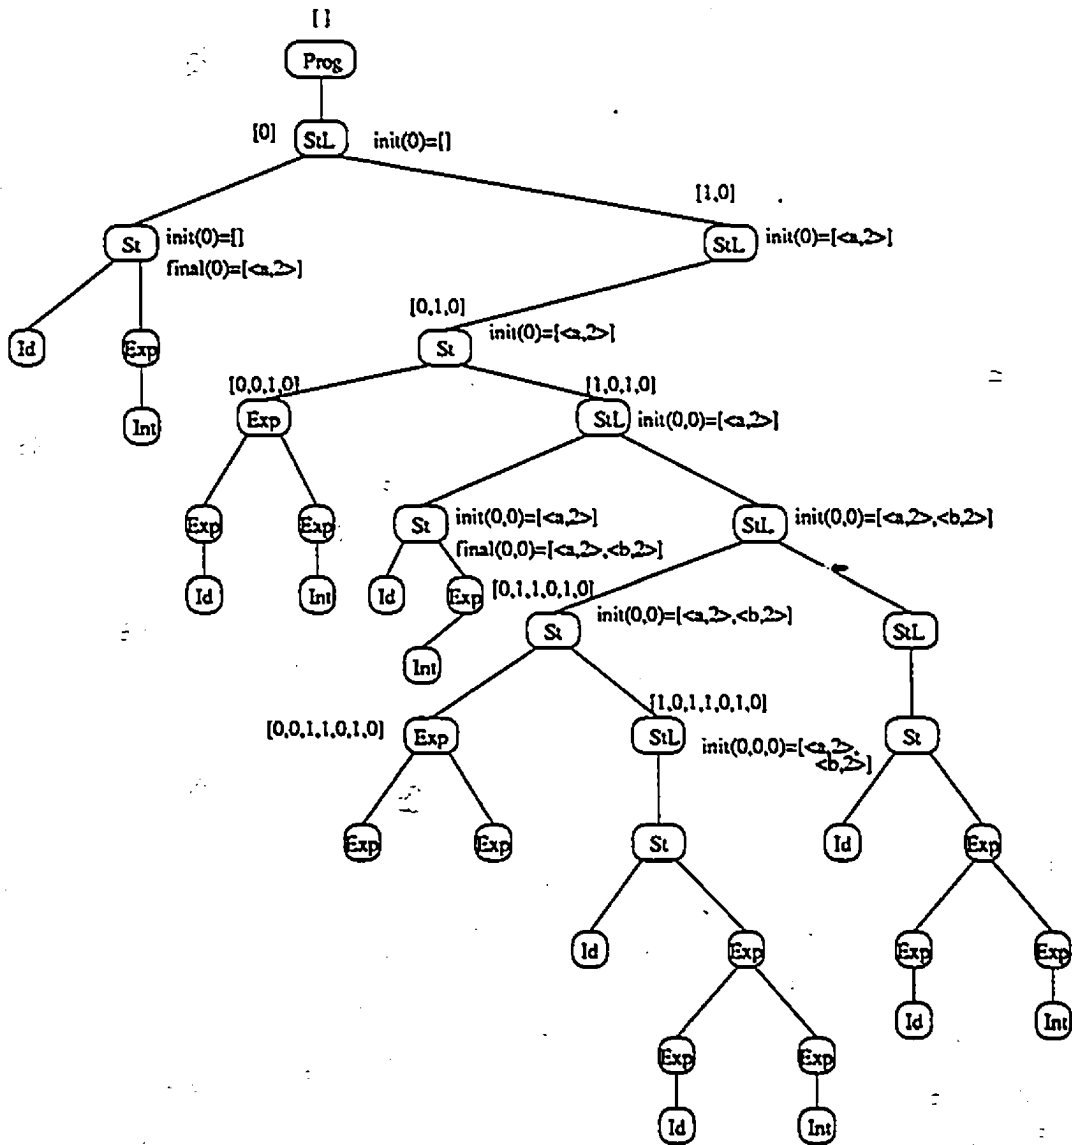 [ ]
Prog
[0]
StL
init(0)=[]
[1,0]
St
init(0)=[]
final(0)=[<a,2>]
StL
init(0)=[<a,2>]
[0,1,0]
Id
Exp
St
init(0)=[<a,2>]
[0,0,1,0]
[1,0,1,0]
Int
Exp
StL
init(0,0)=[<a,2>]
Exp
Exp
St
init(0,0)=[<a,2>]
final(0,0)=[<a,2>,<b,2>]
StL
init(0,0)=[<a,2>,<b,2>]
Id
Int
Id
Exp
[0,1,1,0,1,0]
St
init(0,0)=[<a,2>,<b,2>]
StL
Int
[0,0,1,1,0,1,0]
Exp
[1,0,1,1,0,1,0]
StL
init(0,0,0)=[<a,2>,
<b,2>]
St
Exp
Exp
St
Id
Exp
Id
Exp
Exp
Exp
Id
Int
Exp
Exp
Id
Int